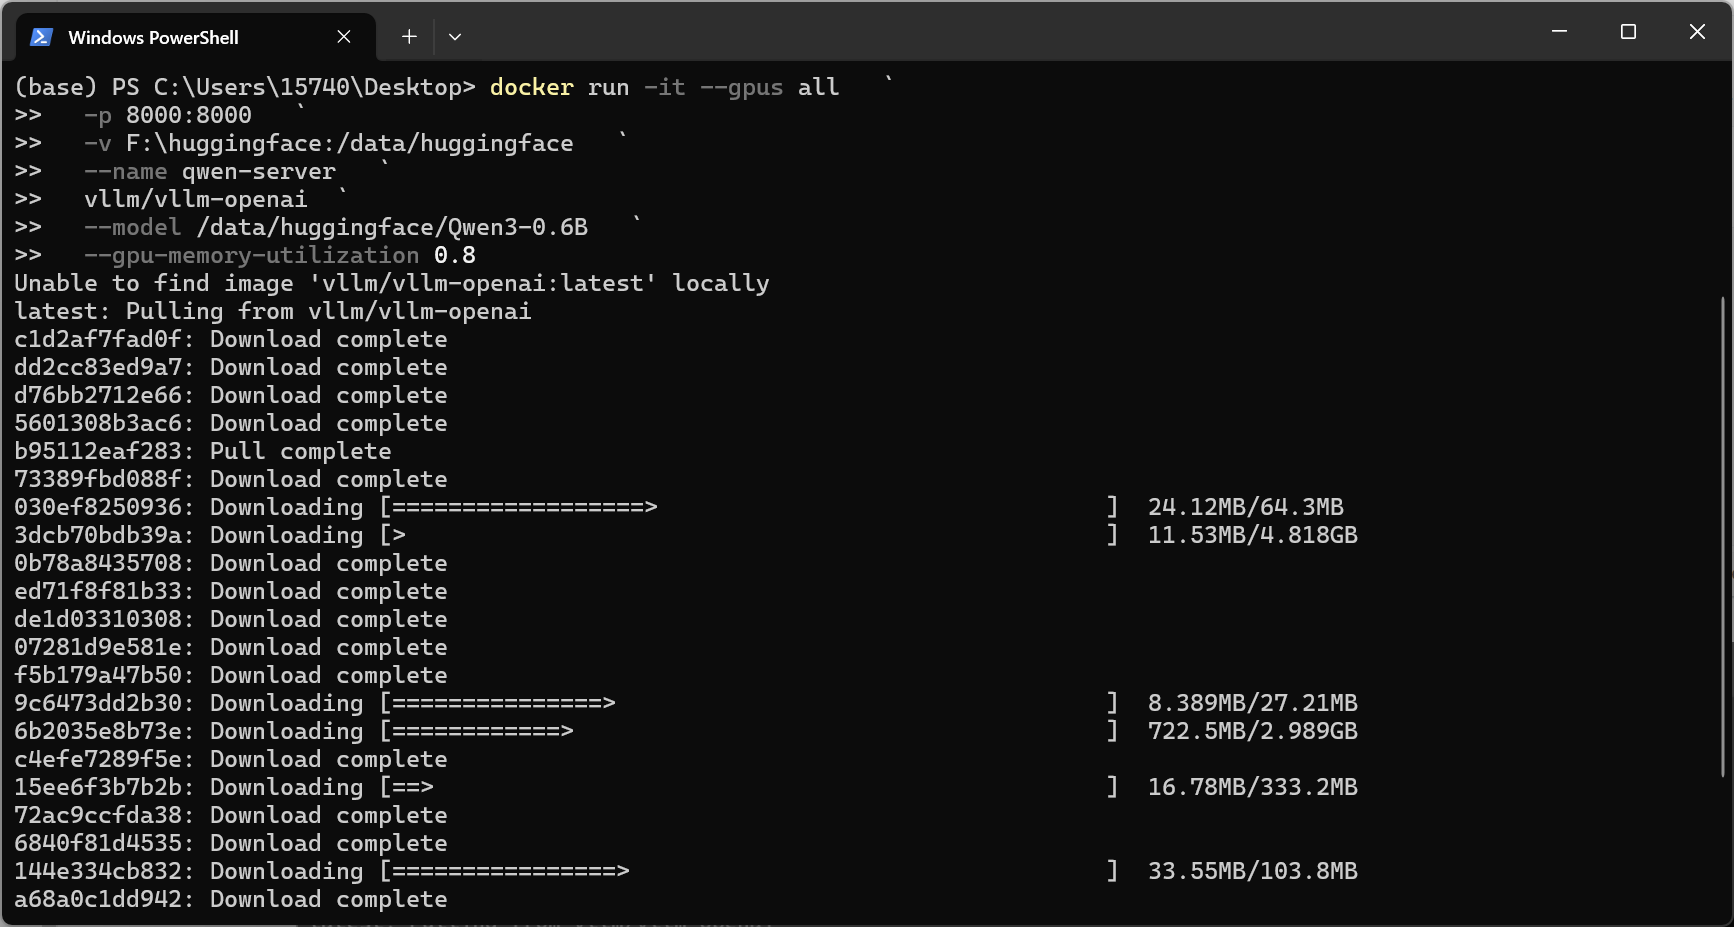 Windows PowerShell
(base) PS C:\Users\15740\Desktop> docker run -it --gpus all   `
>>   -p 8000:8000   `
>>   -v F:\huggingface:/data/huggingface   `
>>   --name qwen-server   `
>>   vllm/vllm-openai  `
>>   --model /data/huggingface/Qwen3-0.6B   `
>>   --gpu-memory-utilization 0.8
Unable to find image 'vllm/vllm-openai:latest' locally
latest: Pulling from vllm/vllm-openai
c1d2af7fad0f: Download complete
dd2cc83ed9a7: Download complete
d76bb2712e66: Download complete
5601308b3ac6: Download complete
b95112eaf283: Pull complete
73389fbd088f: Download complete
030ef8250936: Downloading [==================>                                ]  24.12MB/64.3MB
3dcb70bdb39a: Downloading [>                                                  ]  11.53MB/4.818GB
0b78a8435708: Download complete
ed71f8f81b33: Download complete
de1d03310308: Download complete
07281d9e581e: Download complete
f5b179a47b50: Download complete
9c6473dd2b30: Downloading [===============>                                   ]  8.389MB/27.21MB
6b2035e8b73e: Downloading [============>                                      ]  722.5MB/2.989GB
c4efe7289f5e: Download complete
15ee6f3b7b2b: Downloading [==>                                                ]  16.78MB/333.2MB
72ac9ccfda38: Download complete
6840f81d4535: Download complete
144e334cb832: Downloading [================>                                  ]  33.55MB/103.8MB
a68a0c1dd942: Download complete